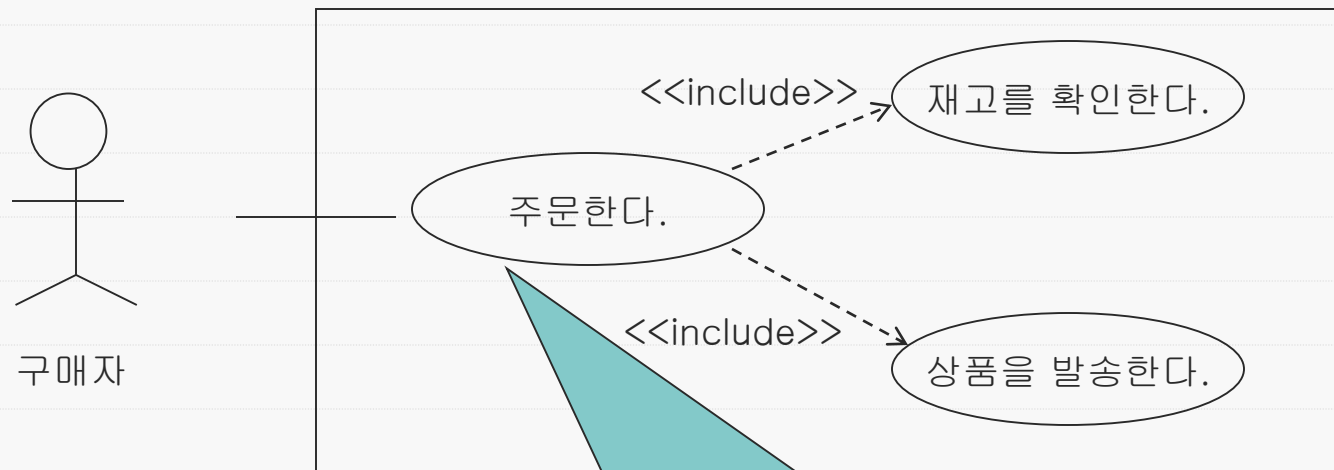 <<include>>
재고를 확인한다.
주문한다.
<<include>>
구매자
상품을 발송한다.